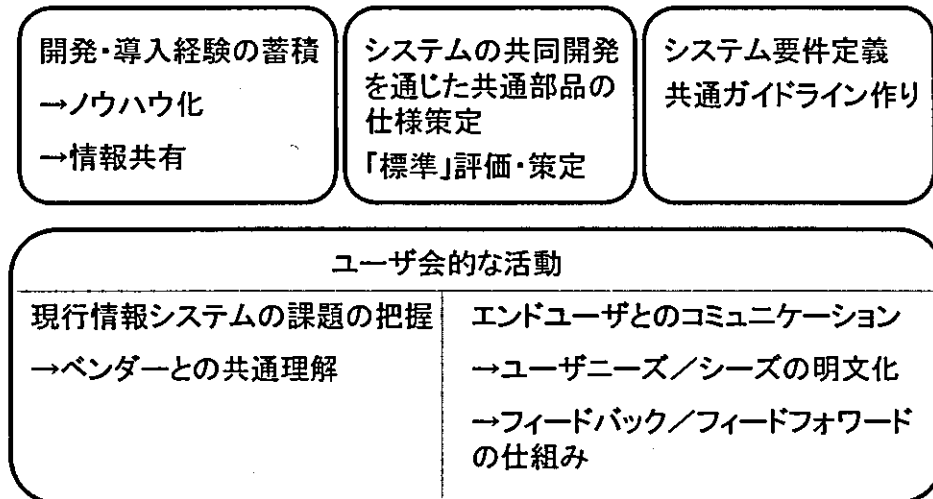 開発・導入経験の蓄積
→ノウハウ化
→情報共有
システムの共同開発
を通じた共通部品の
仕様策定
「標準」評価・策定
システム要件定義
共通ガイドライン作り
ユーザ会的な活動
現行情報システムの課題の把握
→ベンダーとの共通理解
エンドユーザとのコミュニケーション
→ユーザニーズ／シーズの明文化
→フィードバック／フィードフォワード
の仕組み